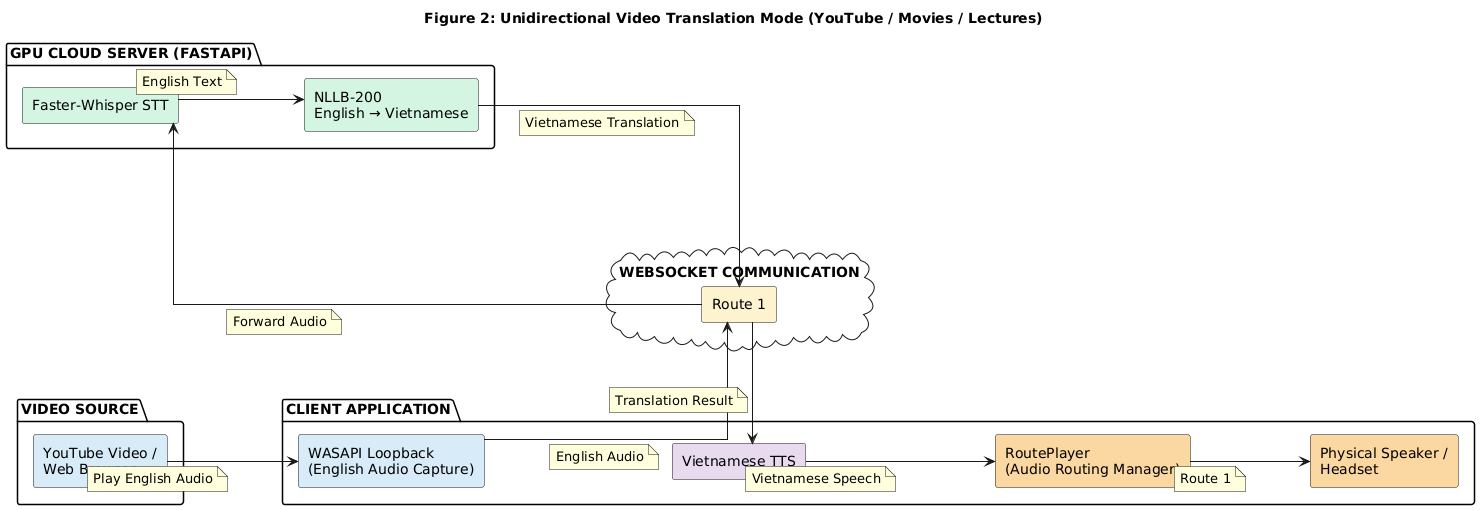 Figure 2: Unidirectional Video Translation Mode (YouTube / Movies / Lectures)
GPU CLOUD SERVER (FASTAPI)
English Text
Faster-Whisper STT
NLLB-200
English → Vietnamese
Vietnamese Translation
WEBSOCKET COMMUNICATION
Route 1
Forward Audio
Translation Result
VIDEO SOURCE
YouTube Video /
Web B
Play English Audio
CLIENT APPLICATION
WASAPI Loopback
(English Audio Capture)
English Audio
Vietnamese TTS
Vietnamese Speech
RoutePlayer
(Audio Routing Manager)
Route 1
Physical Speaker /
Headset